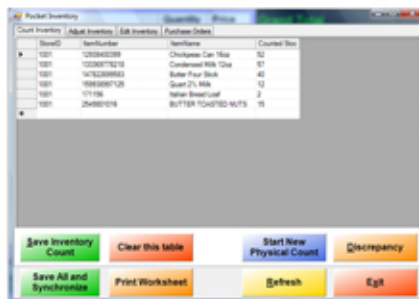 Pocket Inventory
Count Inventory Adjust Inventory Edit Inventory Purchase Orders
StoreID ItemNumber ItemName Counted Stoc
1001 Chickpeas Can 16oz 52
1001 Condensed Milk 12oz 57
1001 Butter Four Stick 40
1001 Quart 2% Milk 12
1001 171156 Italian Bread Loaf 2
1001 BUTTER TOASTED NUTS 15
Save Inventory Count
Clear this table
Start New Physical Count
Discrepancy
Save All and Synchronize
Print Worksheet
Refresh
Exit